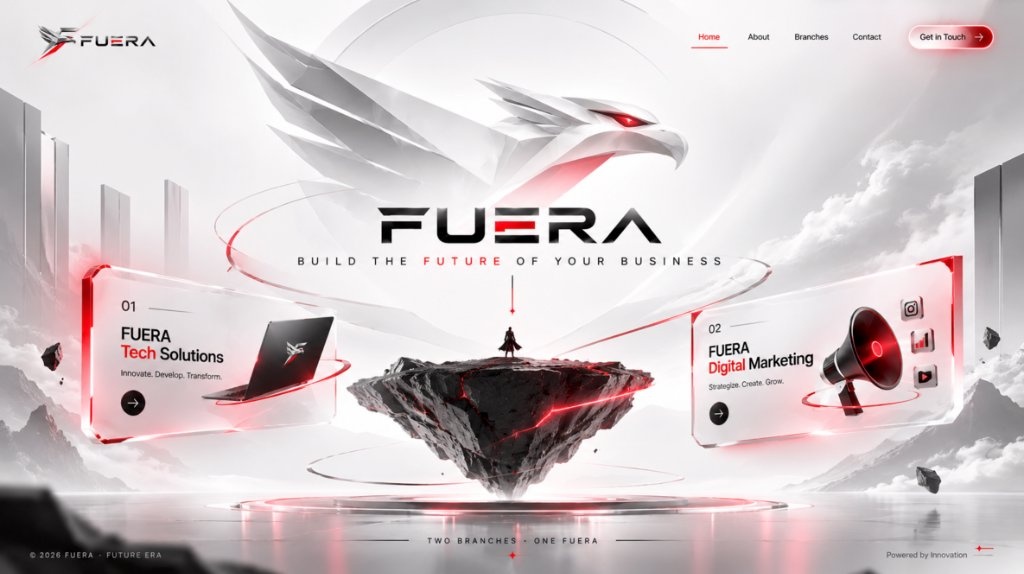 FUERA
Home About Branches Contact Get in Touch
FUERA
BUILD THE FUTURE OF YOUR BUSINESS
01
FUERA
Tech Solutions
Innovate. Develop. Transform.
02
FUERA
Digital Marketing
Strategize. Create. Grow.
TWO BRANCHES · ONE FUERA
© 2026 FUERA · FUTURE ERA
Powered by Innovation